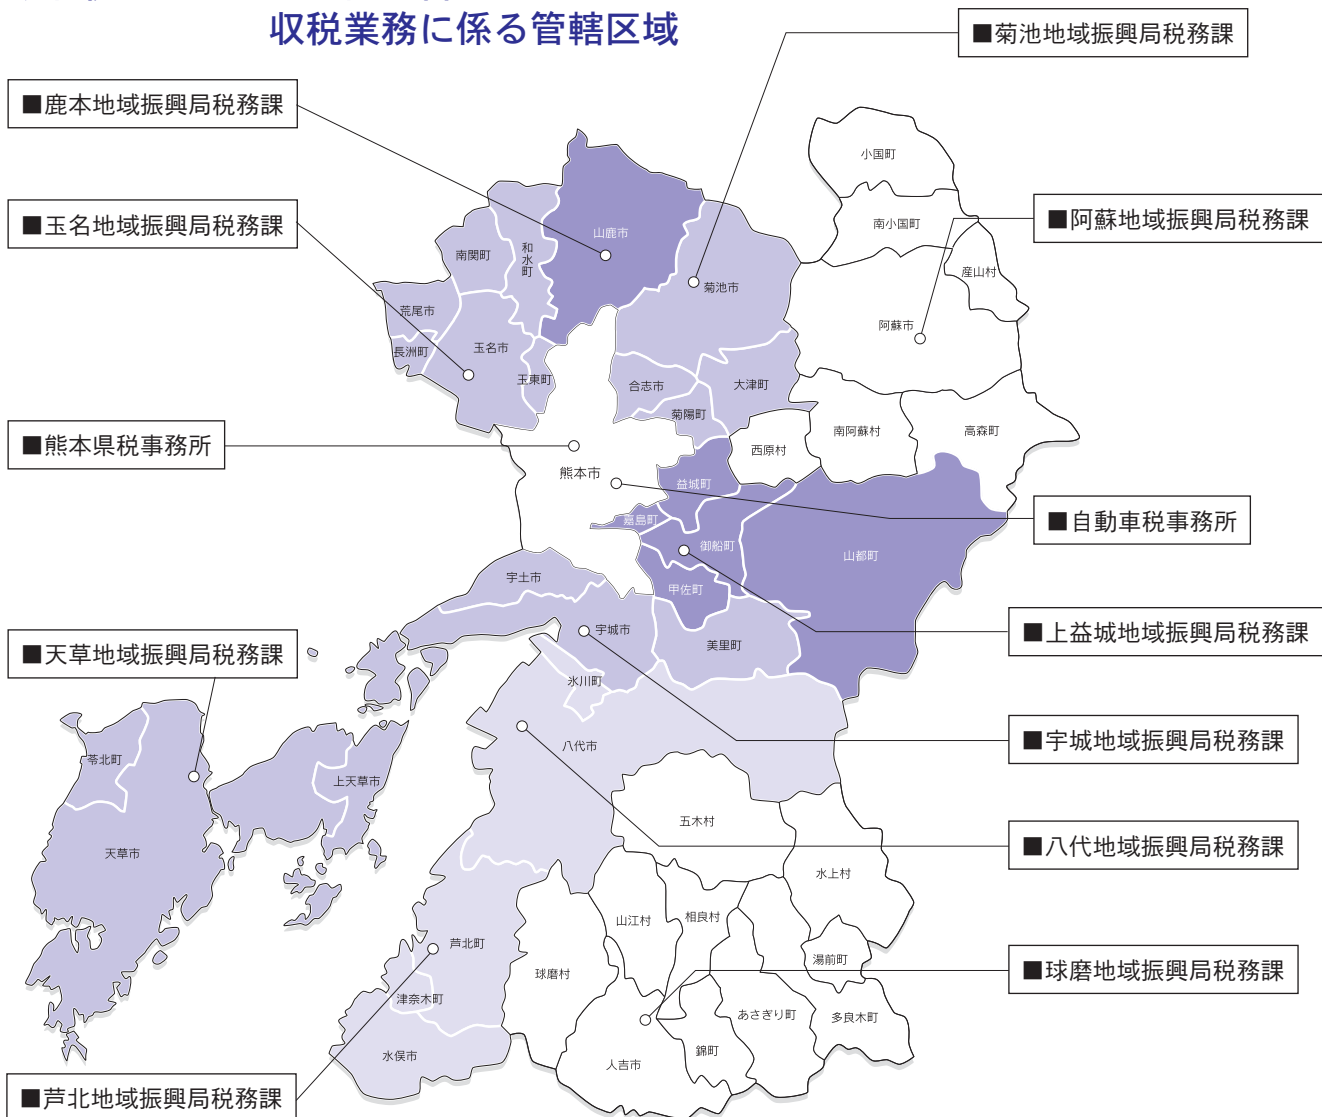 収税業務に係る管轄区域
■菊池地域振興局税務課
■鹿本地域振興局税務課
小国町
■玉名地域振興局税務課
■阿蘇地域振興局税務課
南小国町
山鹿市
和水町
南関町
産山村
菊池市
荒尾市
阿蘇市
長洲町
玉名市
玉東町
合志市
大津町
菊陽町
南阿蘇村
高森町
■熊本県税事務所
西原村
熊本市
益城町
嘉島町
■自動車税事務所
御船町
山都町
宇土市
甲佐町
宇城市
■上益城地域振興局税務課
美里町
■天草地域振興局税務課
氷川町
八代市
■宇城地域振興局税務課
苓北町
上天草市
五木村
■八代地域振興局税務課
天草市
水上村
山江村
相良村
芦北町
湯前町
球磨村
■球磨地域振興局税務課
津奈木町
あさぎり町
多良木町
水俣市
錦町
人吉市
■芦北地域振興局税務課